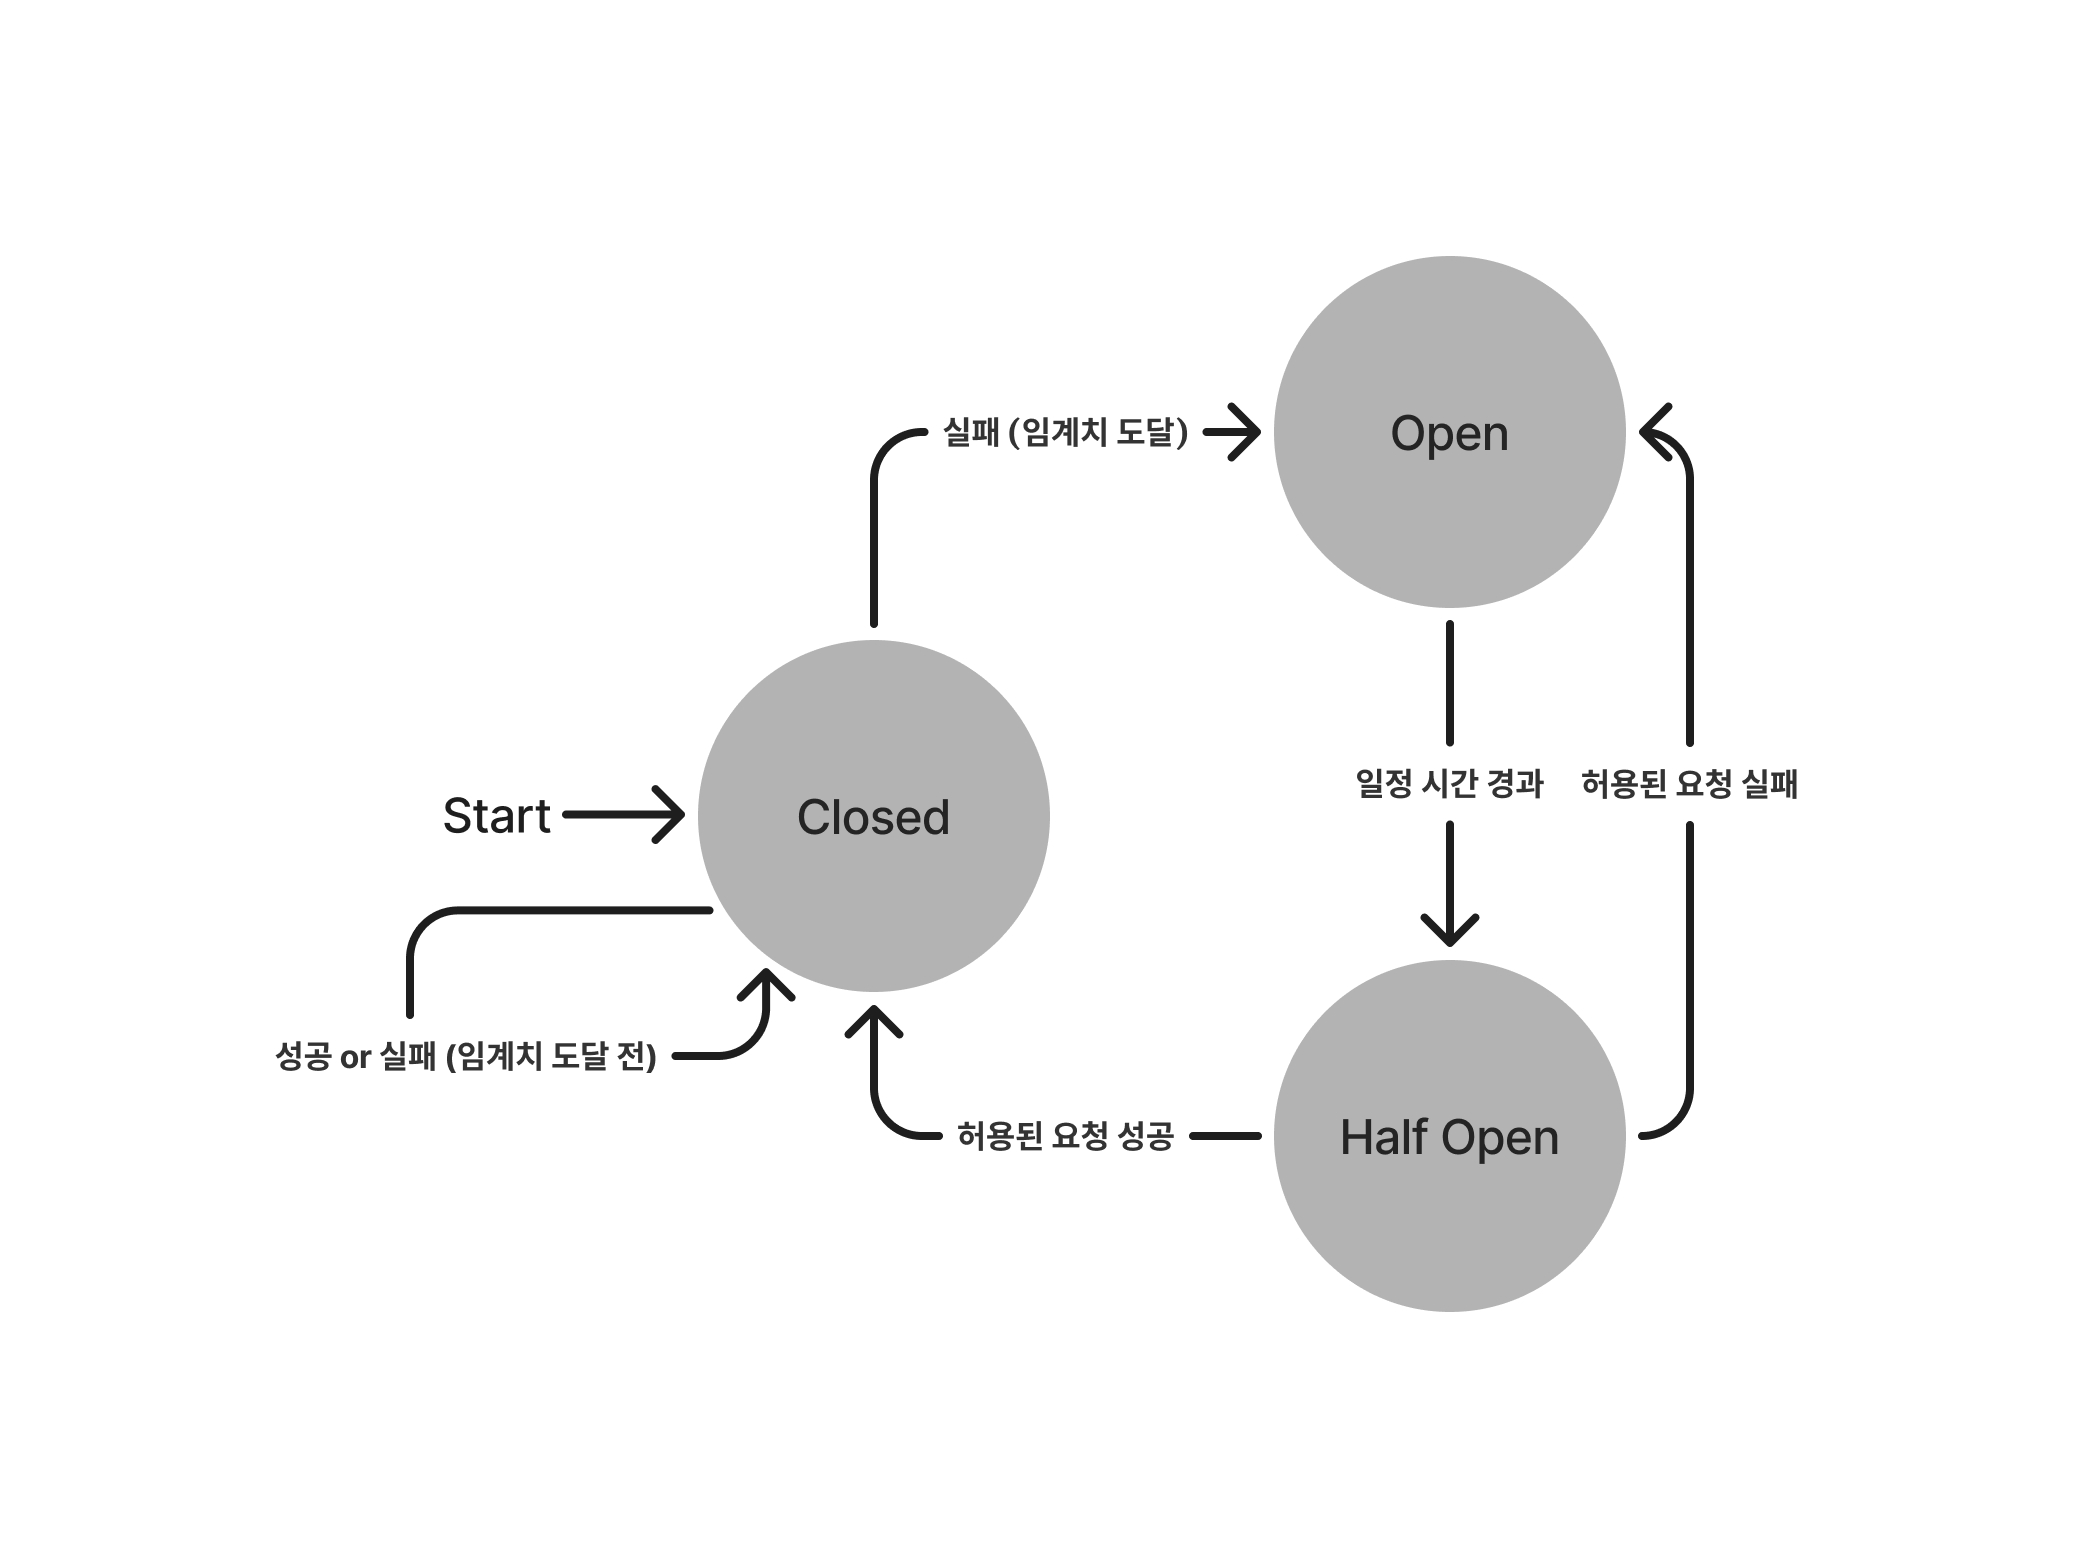 Open
실패 (임계치 도달)
일정 시간 경과
허용된 요청 실패
Start
Closed
성공 or 실패 (임계치 도달 전)
허용된 요청 성공
Half Open